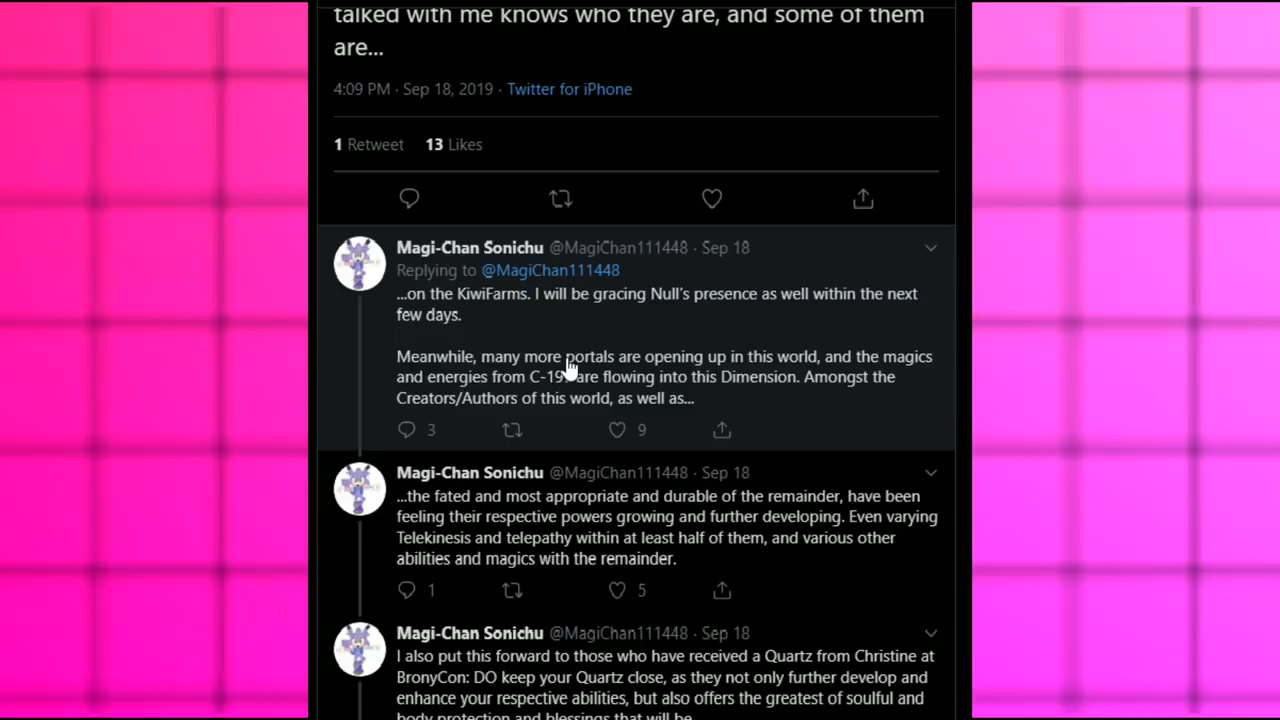 talked with me knows who they are, and some of them
are...
4:09 PM · Sep 18, 2019 · Twitter for iPhone
1 Retweet 13 Likes
Magi-Chan Sonichu @MagiChan111448 · Sep 18
Replying to @MagiChan111448
...on the KiwiFarms. I will be gracing Null's presence as well within the next
few days.
Meanwhile, many more portals are opening up in this world, and the magics
and energies from are flowing into this Dimension. Amongst the
Creators/Authors of this world, as well as...
3 9
Magi-Chan Sonichu @MagiChan111448 · Sep 18
...the fated and most appropriate and durable of the remainder, have been
feeling their respective powers growing and further developing. Even varying
Telekinesis and telepathy within at least half of them, and various other
abilities and magics with the remainder.
1 5
Magi-Chan Sonichu @MagiChan111448 · Sep 18
I also put this forward to those who have received a Quartz from Christine at
BronyCon: DO keep your Quartz close, as they not only further develop and
enhance your respective abilities, but also offers the greatest of soulful and
body protection and blessings that will be